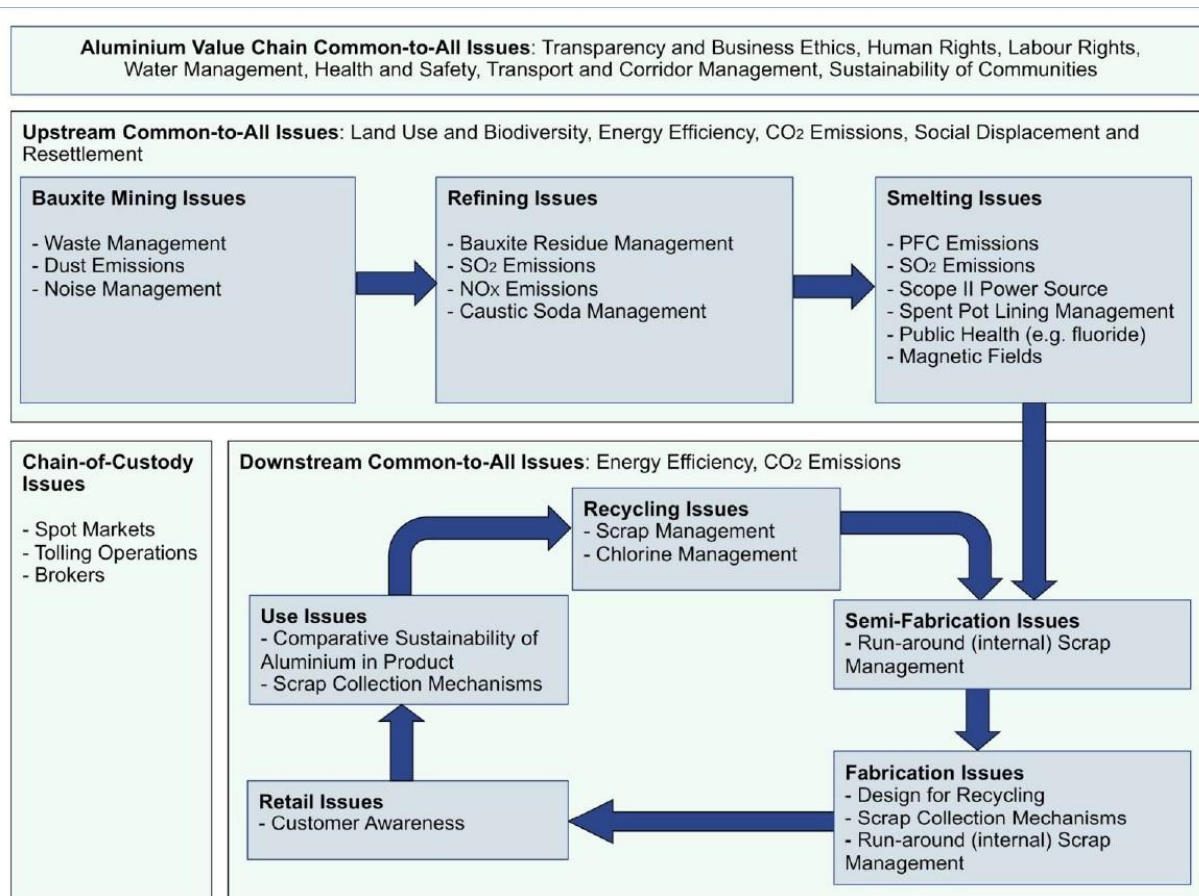 Aluminium Value Chain Common-to-All Issues: Transparency and Business Ethics, Human Rights, Labour Rights,
Water Management, Health and Safety, Transport and Corridor Management, Sustainability of Communities
Upstream Common-to-All Issues: Land Use and Biodiversity, Energy Efficiency, CO₂ Emissions, Social Displacement and
Resettlement
Bauxite Mining Issues
- Waste Management
- Dust Emissions
- Noise Management
Refining Issues
- Bauxite Residue Management
- SO₂ Emissions
- NOx Emissions
- Caustic Soda Management
Smelting Issues
- PFC Emissions
- SO₂ Emissions
- Scope II Power Source
- Spent Pot Lining Management
- Public Health (e.g. fluoride)
- Magnetic Fields
Chain-of-Custody
Issues
- Spot Markets
- Tolling Operations
- Brokers
Downstream Common-to-All Issues: Energy Efficiency, CO₂ Emissions
Recycling Issues
- Scrap Management
- Chlorine Management
Use Issues
- Comparative Sustainability of
Aluminium in Product
- Scrap Collection Mechanisms
Semi-Fabrication Issues
- Run-around (internal) Scrap
Management
Retail Issues
- Customer Awareness
Fabrication Issues
- Design for Recycling
- Scrap Collection Mechanisms
- Run-around (internal) Scrap
Management